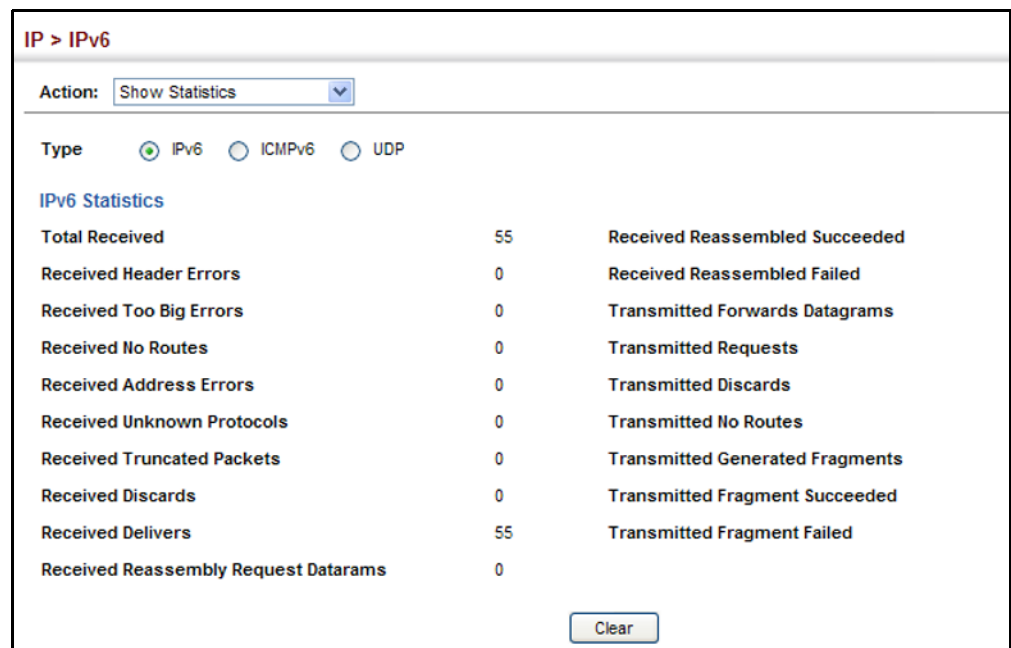 IP > IPv6
Action: Show Statistics
Type IPv6 ICMPv6 UDP
IPv6 Statistics
Total Received 55 Received Reassembled Succeeded
Received Header Errors 0 Received Reassembled Failed
Received Too Big Errors 0 Transmitted Forwards Datagrams
Received No Routes 0 Transmitted Requests
Received Address Errors 0 Transmitted Discards
Received Unknown Protocols 0 Transmitted No Routes
Received Truncated Packets 0 Transmitted Generated Fragments
Received Discards 0 Transmitted Fragment Succeeded
Received Delivers 55 Transmitted Fragment Failed
Received Reassembly Request Datarams 0
Clear